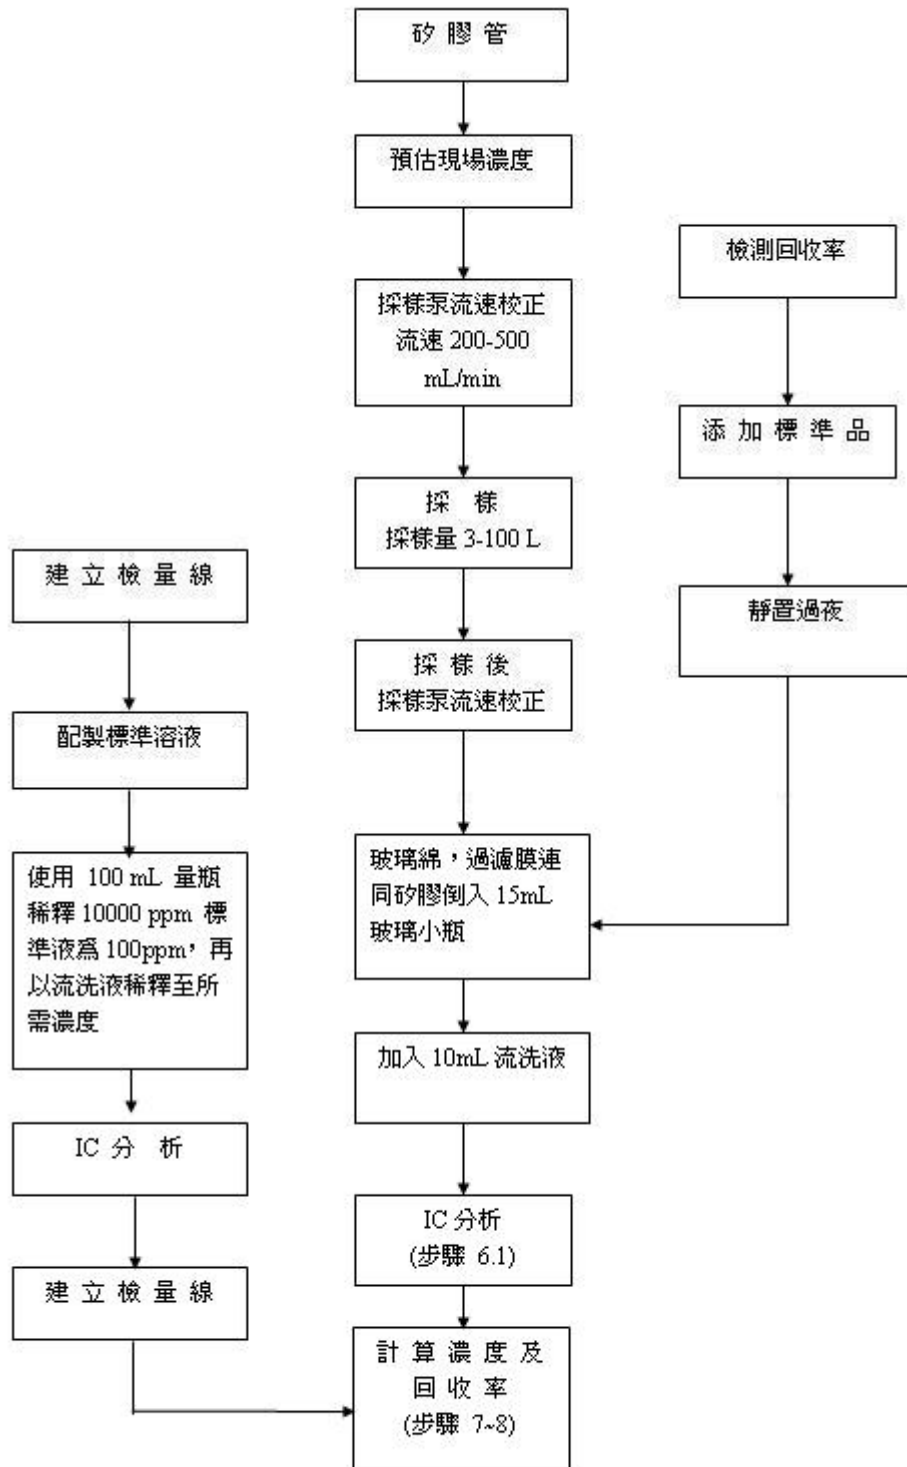 矽 膠 管
預估現場濃度
採樣泵流速校正
流速 200-500
mL/min
採 樣
採樣量 3-100 L
採 樣 後
採樣泵流速校正
玻璃綿，過濾膜連
同矽膠倒入 15mL
玻璃小瓶
加入 10mL 流洗液
IC 分析
(步驟 6.1)
計 算 濃 度 及
回 收 率
(步驟 7~8)
檢測回收率
添 加 標 準 品
靜置過夜
建 立 檢 量 線
配製標準溶液
使用 100 mL 量瓶
稀釋 10000 ppm 標
準液爲 100ppm，再
以流洗液稀釋至所
需濃度
IC 分 析
建 立 檢 量 線